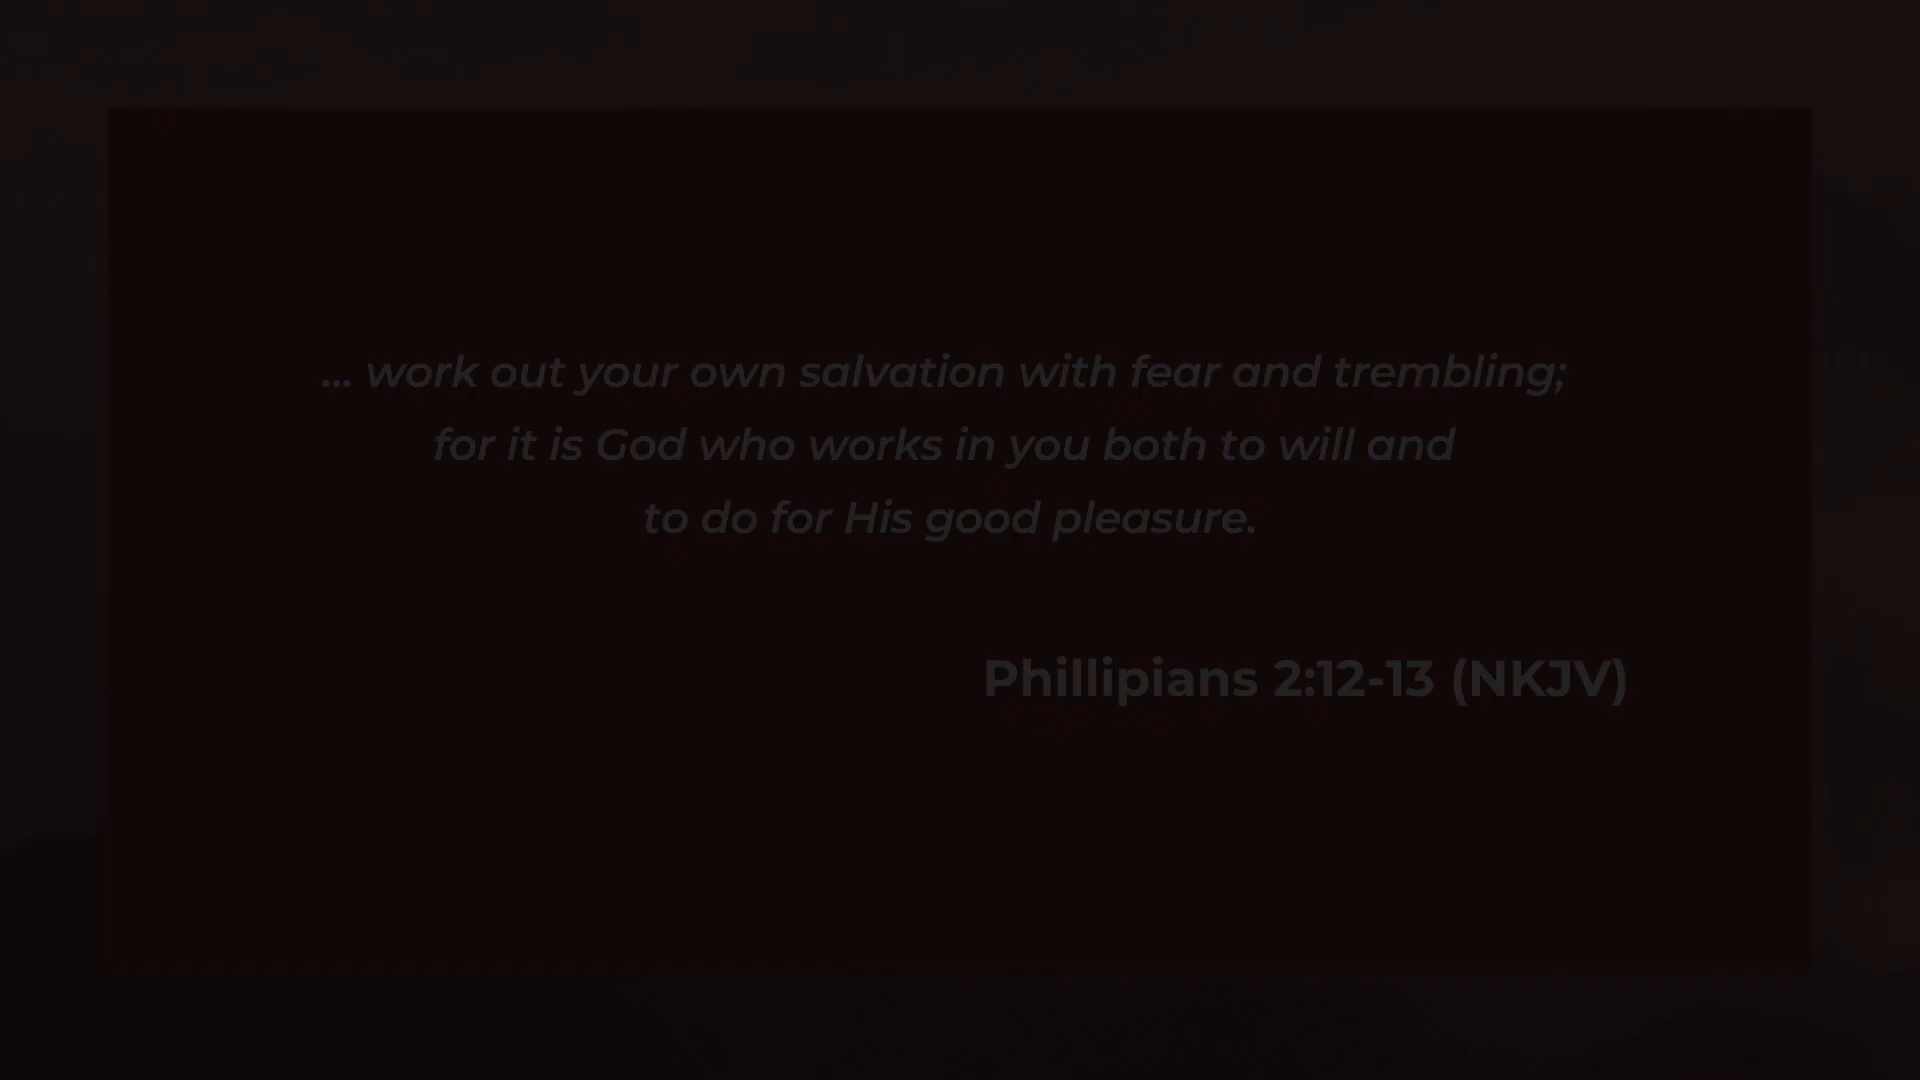 ... work out your own salvation with fear and trembling;
for it is God who works in you both to will and
to do for His good pleasure.
Phillipians 2:12-13 (NKJV)